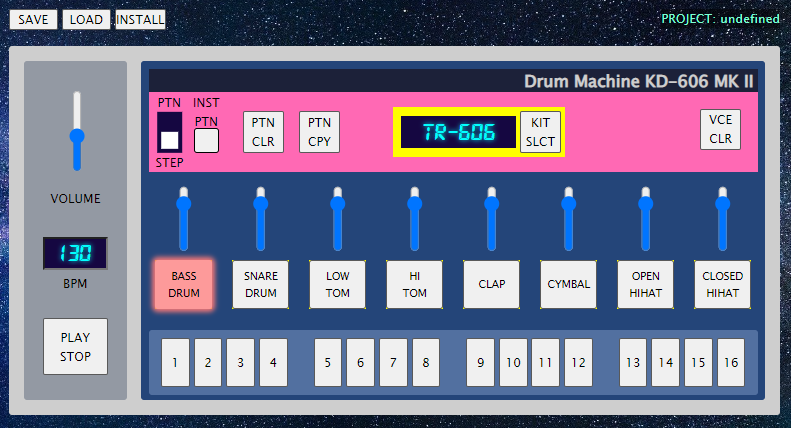 SAVE LOAD INSTALL PROJECT: undefined
Drum Machine KD-606 MK II
PTN INST
PTN
STEP
PTN
CLR
PTN
CPY
TR-606
KIT
SLCT
VCE
CLR
VOLUME
130
BPM
PLAY
STOP
BASS
DRUM
SNARE
DRUM
LOW
TOM
HI
TOM
CLAP
CYMBAL
OPEN
HIHAT
CLOSED
HIHAT
1 2 3 4 5 6 7 8 9 10 11 12 13 14 15 16